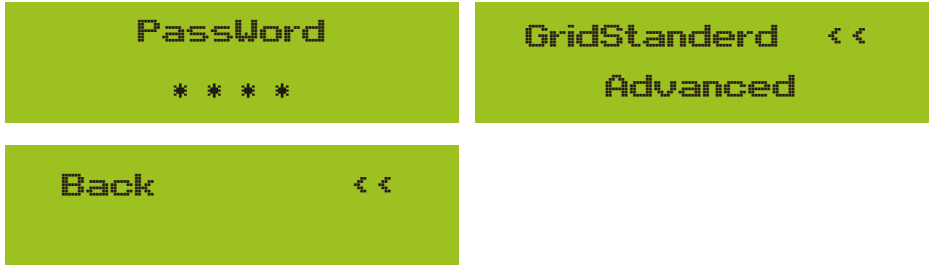 PassWord
* * * *
GridStanderd < <
Advanced
Back < <